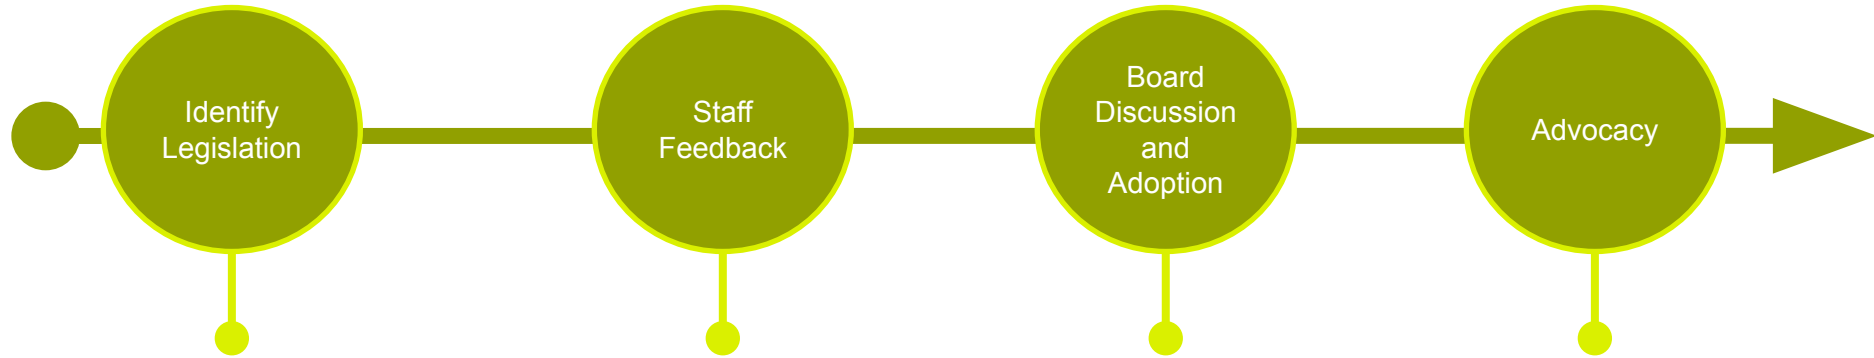 Identify
Legislation
Staff
Feedback
Board
Discussion
and
Adoption
Advocacy